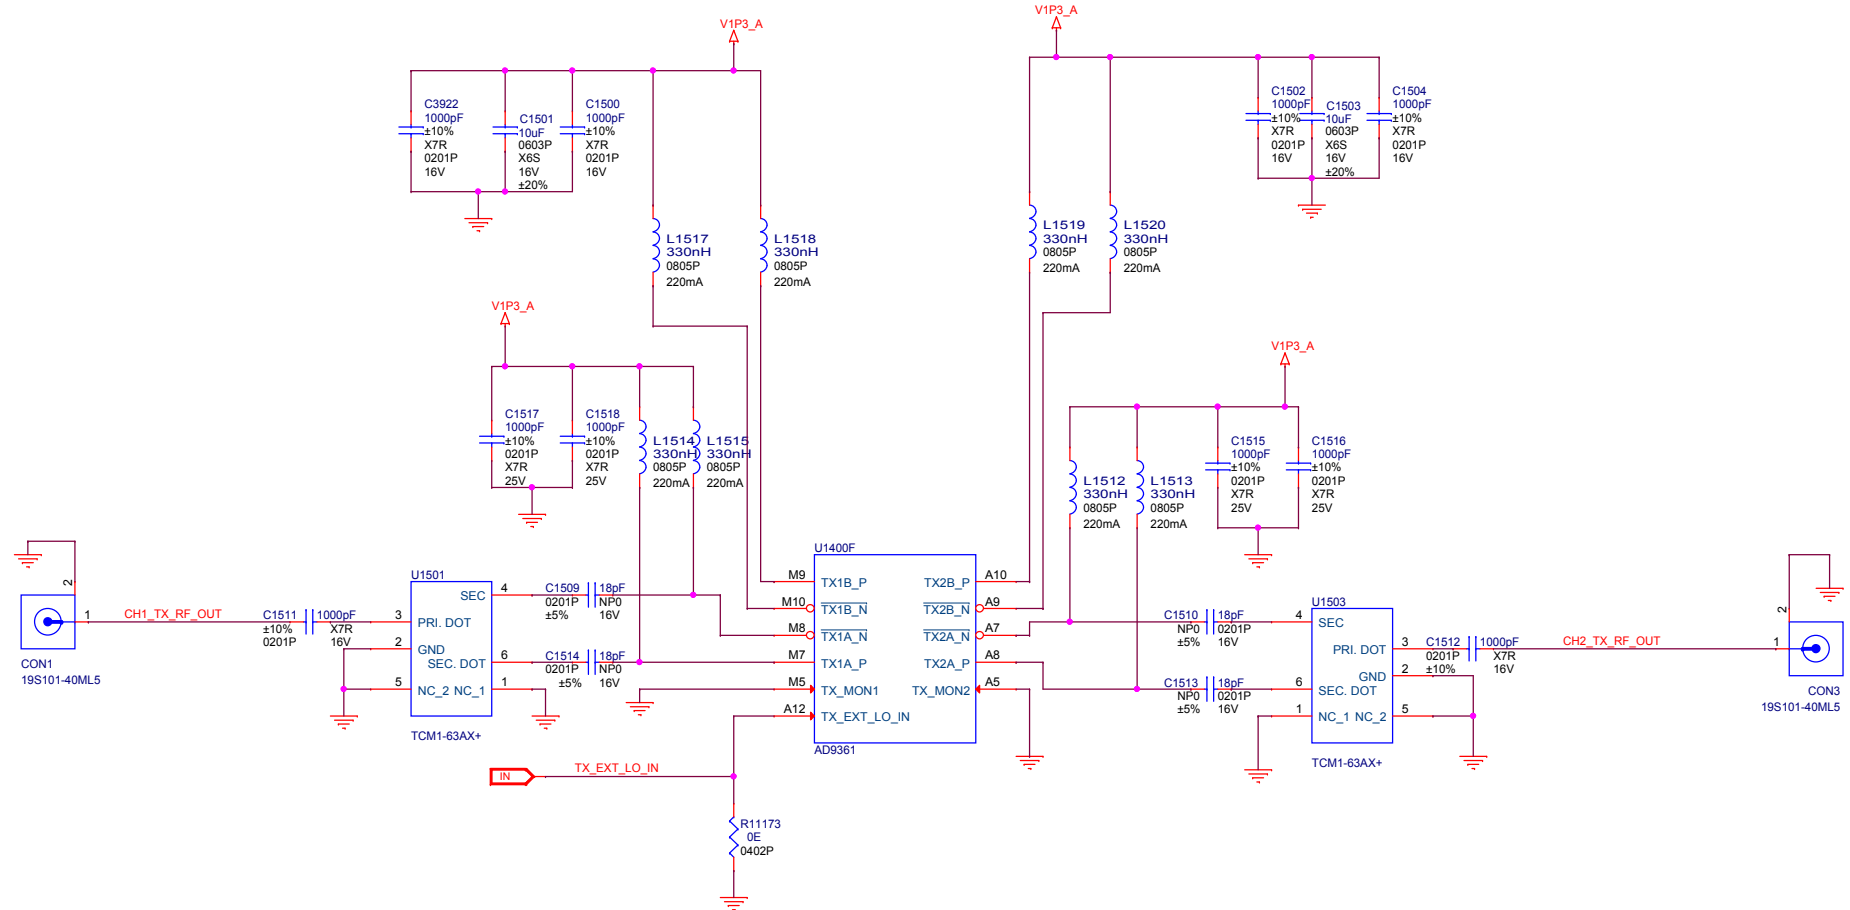 V1P3_A
C3922
1000pF
±10%
X7R
0201P
16V
C1501
10uF
0603P
X6S
16V
±20%
C1500
1000pF
±10%
X7R
0201P
16V
L1517
330nH
0805P
220mA
L1518
330nH
0805P
220mA
V1P3_A
C1502
1000pF
±10%
X7R
0201P
16V
C1503
10uF
0603P
X6S
16V
±20%
C1504
1000pF
±10%
X7R
0201P
16V
L1519
330nH
0805P
220mA
L1520
330nH
0805P
220mA
V1P3_A
C1517
1000pF
±10%
0201P
X7R
25V
C1518
1000pF
±10%
0201P
X7R
25V
L1514
330nH
0805P
220mA
L1515
330nH
0805P
220mA
V1P3_A
L1512
330nH
0805P
220mA
L1513
330nH
0805P
220mA
C1515
1000pF
±10%
0201P
X7R
25V
C1516
1000pF
±10%
0201P
X7R
25V
2
1
CON1
19S101-40ML5
CH1_TX_RF_OUT
C1511
±10%
0201P
1000pF
X7R
16V
U1501
3
2
5
4
6
1
SEC
PRI. DOT
GND
SEC. DOT
NC_2 NC_1
TCM1-63AX+
C1509
0201P
±5%
18pF
NP0
16V
C1514
0201P
±5%
18pF
NP0
16V
U1400F
M9 TX1B_P
M10 TX1B_N
M8 TX1A_N
M7 TX1A_P
M5 TX_MON1
A12 TX_EXT_LO_IN
TX2B_P A10
TX2B_N A9
TX2A_N A7
TX2A_P A8
TX_MON2 A5
AD9361
IN
TX_EXT_LO_IN
R11173
0E
0402P
C1510
NP0
±5%
18pF
0201P
16V
C1513
NP0
±5%
18pF
0201P
16V
U1503
4
6
1
3
2
5
SEC
PRI. DOT
GND
SEC. DOT
NC_1 NC_2
TCM1-63AX+
C1512
0201P
±10%
1000pF
X7R
16V
CH2_TX_RF_OUT
2
1
CON3
19S101-40ML5